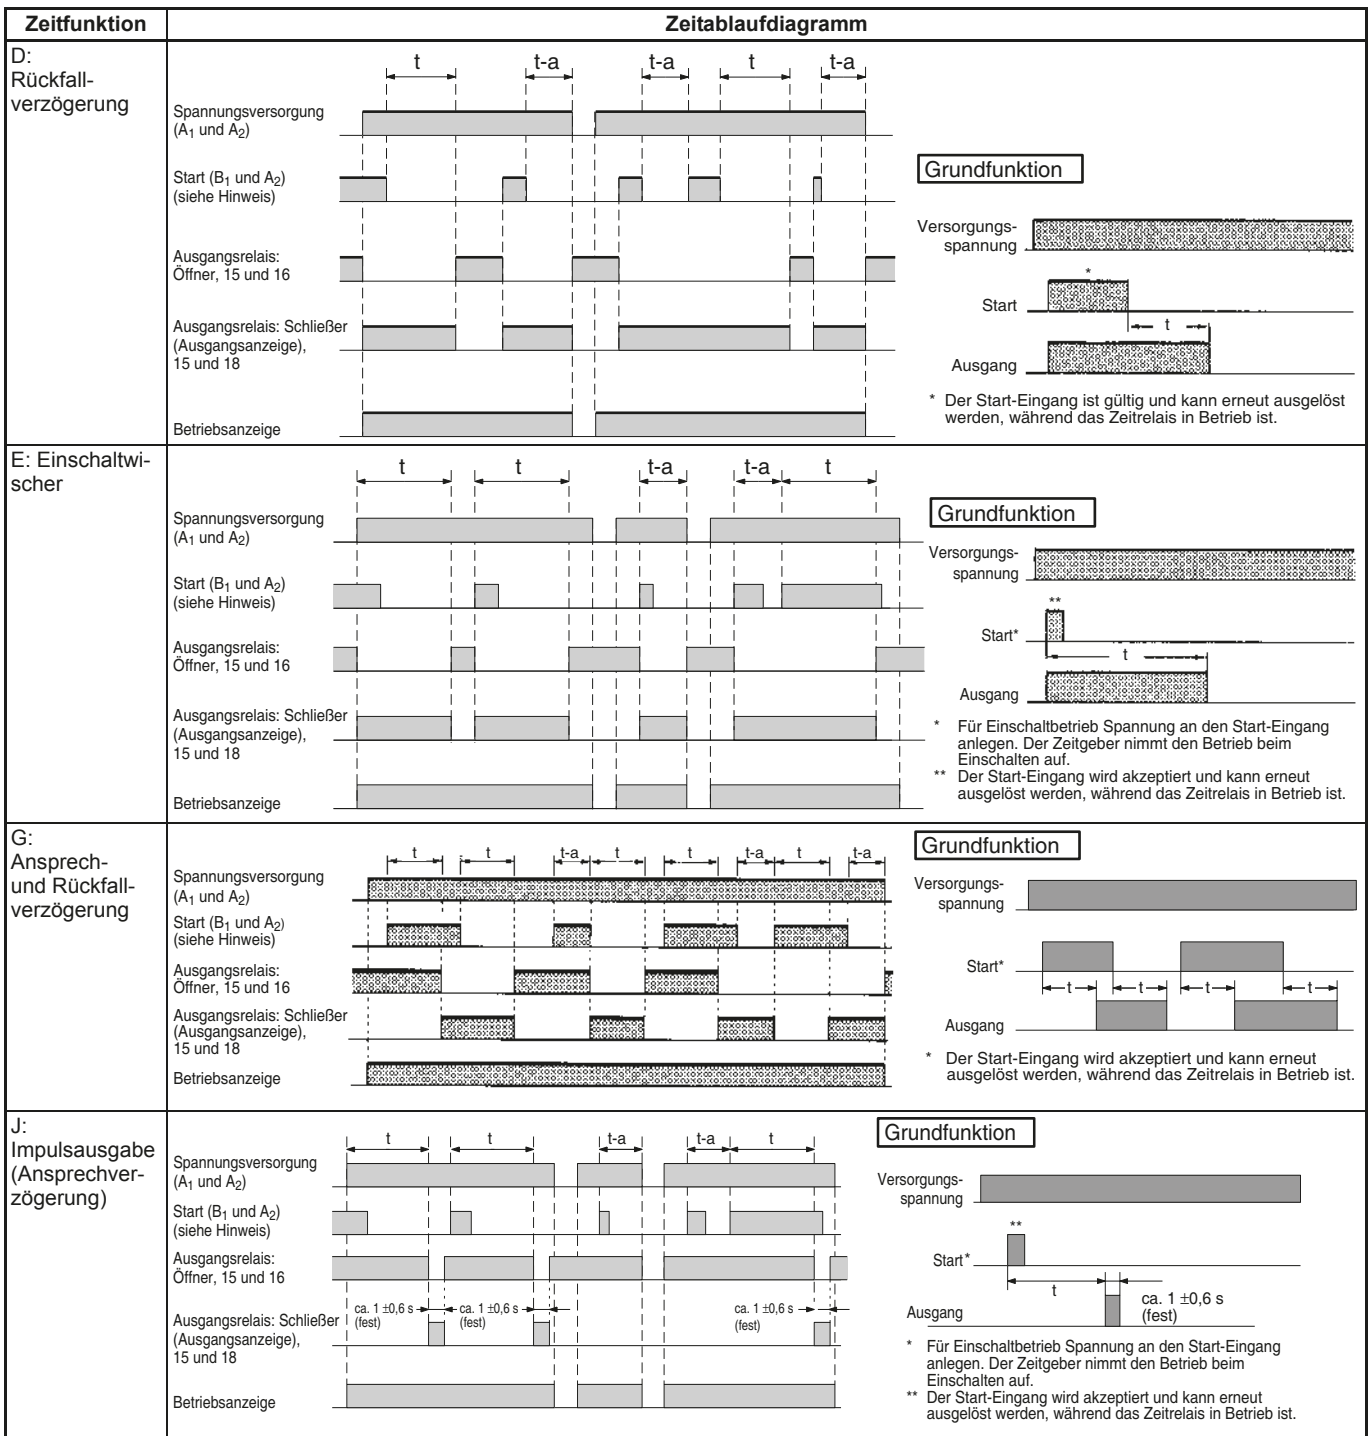 Zeitfunktion
Zeitablaufdiagramm
D:
Rückfall-
verzögerung
t
t-a
t-a
t
t-a
Spannungsversorgung
(A1 und A2)
Start (B1 und A2)
(siehe Hinweis)
Ausgangsrelais:
Öffner, 15 und 16
Ausgangsrelais: Schließer
(Ausgangsanzeige),
15 und 18
Betriebsanzeige
Grundfunktion
Versorgungs-
spannung
*
Start
t
Ausgang
* Der Start-Eingang ist gültig und kann erneut ausgelöst
werden, während das Zeitrelais in Betrieb ist.
E: Einschaltwi-
scher
t
t
t-a
t-a
t
Spannungsversorgung
(A1 und A2)
Start (B1 und A2)
(siehe Hinweis)
Ausgangsrelais:
Öffner, 15 und 16
Ausgangsrelais: Schließer
(Ausgangsanzeige),
15 und 18
Betriebsanzeige
Grundfunktion
Versorgungs-
spannung
**
Start*
t
Ausgang
* Für Einschaltbetrieb Spannung an den Start-Eingang
anlegen. Der Zeitgeber nimmt den Betrieb beim
Einschalten auf.
** Der Start-Eingang wird akzeptiert und kann erneut
ausgelöst werden, während das Zeitrelais in Betrieb ist.
G:
Ansprech-
und Rückfall-
verzögerung
t
t
t-a
t
t
t-a
t
t-a
Spannungsversorgung
(A1 und A2)
Start (B1 und A2)
(siehe Hinweis)
Ausgangsrelais:
Öffner, 15 und 16
Ausgangsrelais: Schließer
(Ausgangsanzeige),
15 und 18
Betriebsanzeige
Grundfunktion
Versorgungs-
spannung
Start*
t
t
t
t
Ausgang
* Der Start-Eingang wird akzeptiert und kann erneut
ausgelöst werden, während das Zeitrelais in Betrieb ist.
J:
Impulsausgabe
(Ansprechver-
zögerung)
t
t
t-a
t-a
t
Spannungsversorgung
(A1 und A2)
Start (B1 und A2)
(siehe Hinweis)
Ausgangsrelais:
Öffner, 15 und 16
ca. 1 ±0,6 s
(fest)
ca. 1 ±0,6 s
(fest)
ca. 1 ±0,6 s
(fest)
Ausgangsrelais: Schließer
(Ausgangsanzeige),
15 und 18
Betriebsanzeige
Grundfunktion
Versorgungs-
spannung
**
Start*
t
ca. 1 ±0,6 s
(fest)
Ausgang
* Für Einschaltbetrieb Spannung an den Start-Eingang
anlegen. Der Zeitgeber nimmt den Betrieb beim
Einschalten auf.
** Der Start-Eingang wird akzeptiert und kann erneut
ausgelöst werden, während das Zeitrelais in Betrieb ist.